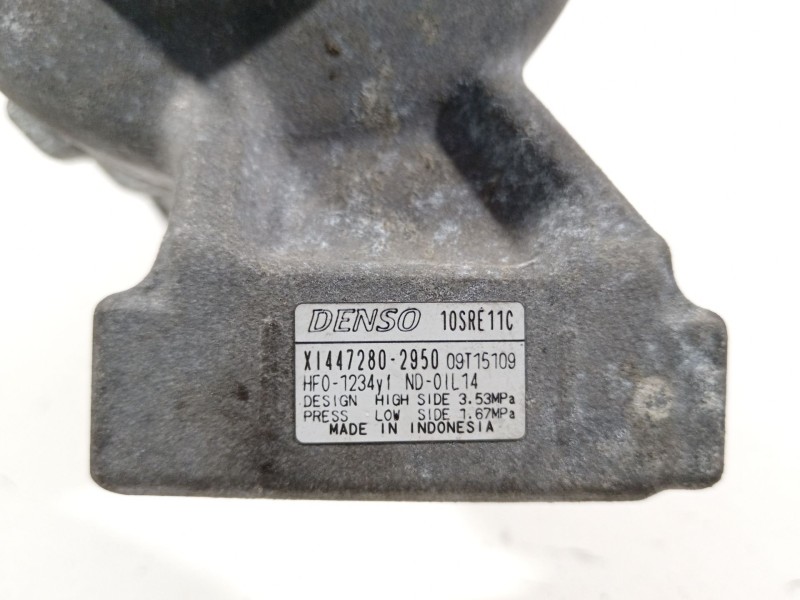 DENSO 10SRE11C
XI447280-2950 09T15109
HFO-1234yf ND-OIL14
DESIGN HIGH SIDE 3.53MPa
PRESS LOW SIDE 1.67MPa
MADE IN INDONESIA